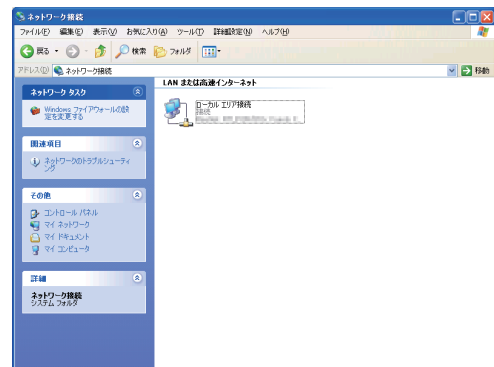 ネットワーク接続
ファイル(F) 編集(E) 表示(V) お気に入り(A) ツール(T) 詳細設定(N) ヘルプ(H)
戻る 検索 フォルダ
アドレス(D) ネットワーク接続 移動
ネットワーク タスク
Windows ファイアウォールの設
定を変更する
関連項目
ネットワークのトラブルシューティ
ング
その他
コントロール パネル
マイ ネットワーク
マイ ドキュメント
マイ コンピュータ
詳細
ネットワーク接続
システム フォルダ
LAN または高速インターネット
ローカル エリア接続
接続